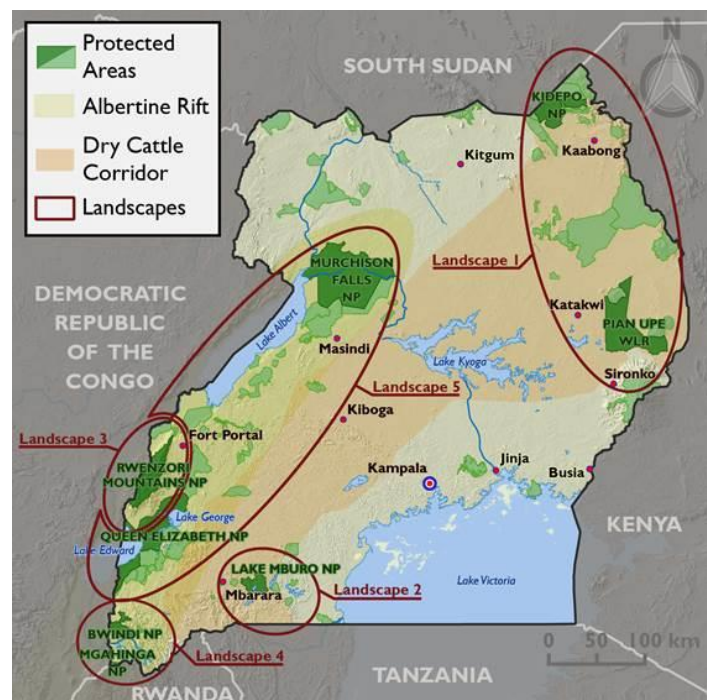 Protected
Areas
Albertine Rift
Dry Cattle
Corridor
Landscapes
N
SOUTH SUDAN
KIDEPO
NP
Kaabong
Kitgum
Landscape 1
MURCHISON
FALLS
NP
DEMOCRATIC
REPUBLIC
OF THE
CONGO
Lake Albert
Katakwi
PIAN UPE
WLR
Masindi
Lake Kyoga
Sironko
Landscape 5
Kiboga
Landscape 3
Fort Portal
RWENZORI
MOUNTAINS NP
Kampala
Jinja
Busia
Lake George
QUEEN ELIZABETH NP
Lake Edward
KENYA
LAKE MBURO NP
Mbarara
Landscape 2
Lake Victoria
BWINDI NP
MGAHINGA
NP
Landscape 4
0 50 100 km
TANZANIA
RWANDA